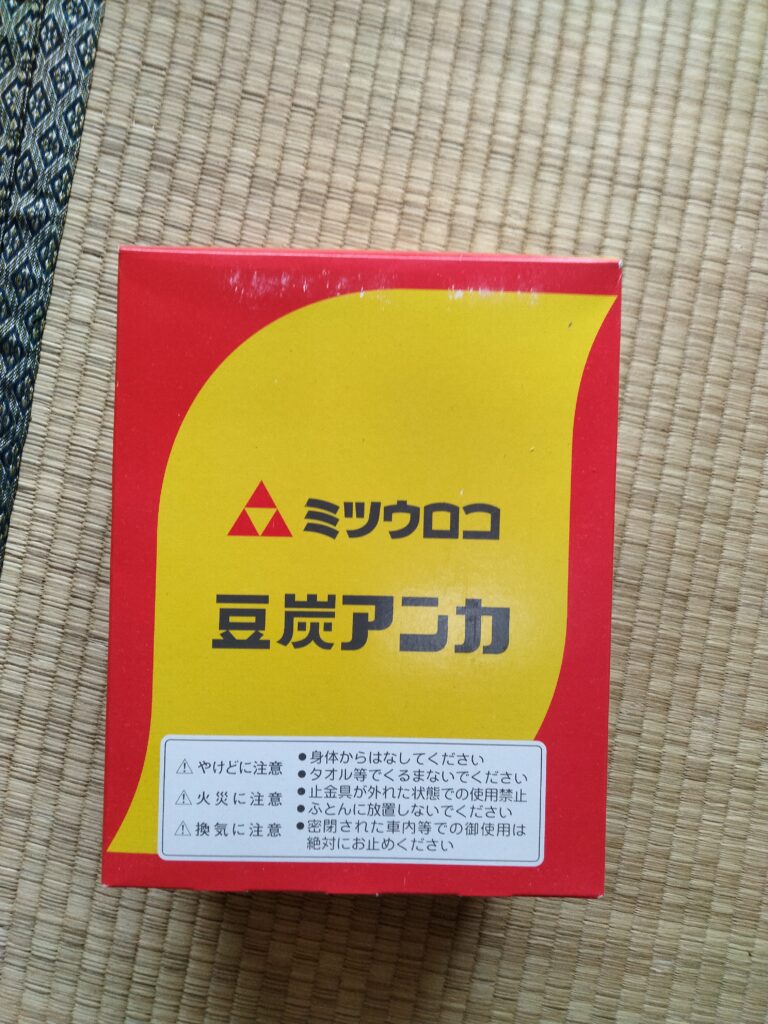 ミツウロコ
豆炭アンカ
⚠やけどに注意
⚠火災に注意
⚠換気に注意
●身体からはなしてください
●タオル等でくるまないでください
●止金具が外れた状態での使用禁止
●ふとんに放置しないでください
●密閉された車内等での御使用は
絶対にお止めください